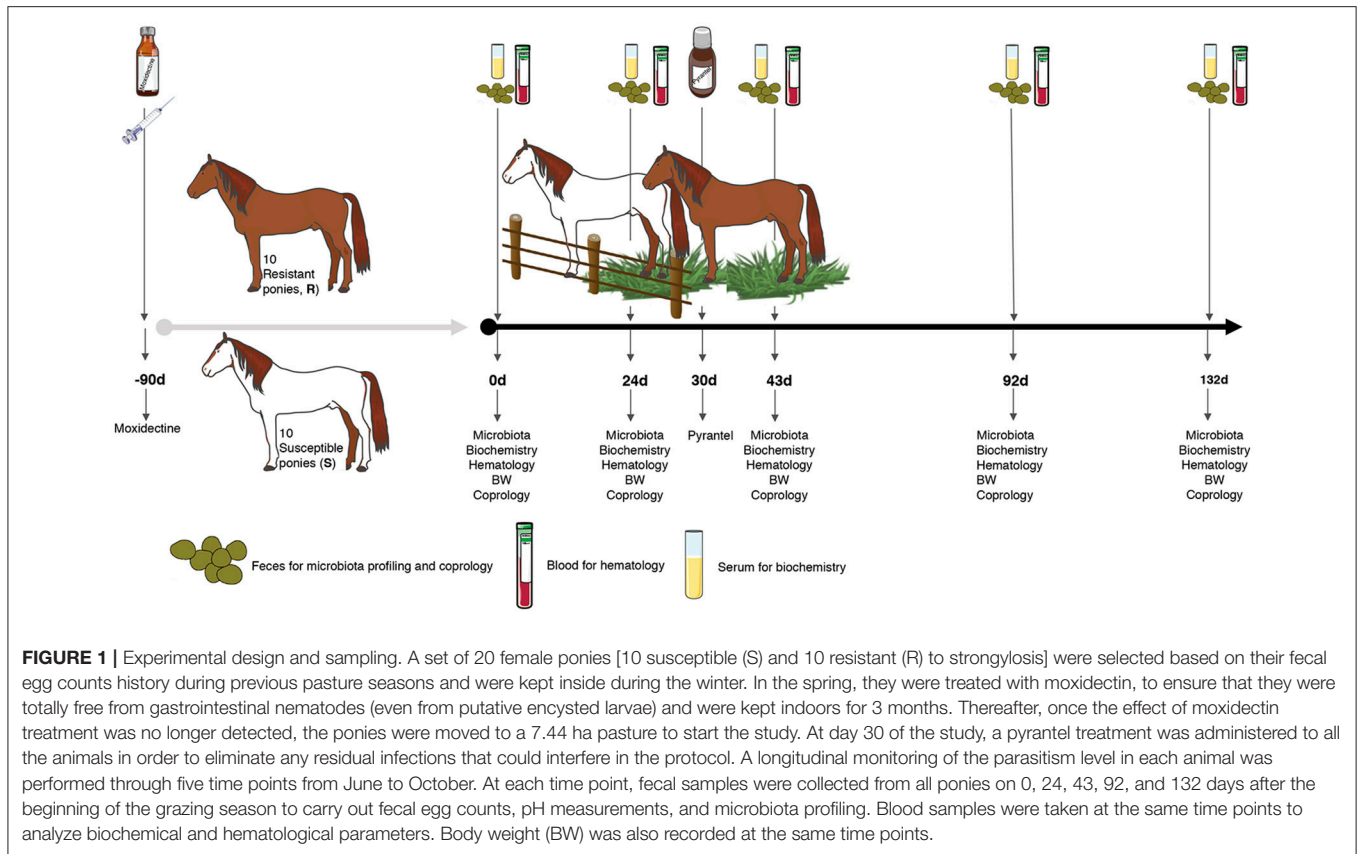 Moxidectine
Pyrantel
10
Resistant
ponies, R)
10
Susceptible
ponies (S)
-90d
0d
24d
30d
43d
92d
132d
Moxidectine
Microbiota
Biochemistry
Hematology
BW
Coprology
Microbiota
Biochemistry
Hematology
BW
Coprology
Pyrantel
Microbiota
Biochemistry
Hematology
BW
Coprology
Microbiota
Biochemistry
Hematology
BW
Coprology
Microbiota
Biochemistry
Hematology
BW
Coprology
Feces for microbiota profiling and coprology
Blood for hematology
Serum for biochemistry
FIGURE 1 | Experimental design and sampling. A set of 20 female ponies [10 susceptible (S) and 10 resistant (R) to strongylosis] were selected based on their fecal
egg counts history during previous pasture seasons and were kept inside during the winter. In the spring, they were treated with moxidectin, to ensure that they were
totally free from gastrointestinal nematodes (even from putative encysted larvae) and were kept indoors for 3 months. Thereafter, once the effect of moxidectin
treatment was no longer detected, the ponies were moved to a 7.44 ha pasture to start the study. At day 30 of the study, a pyrantel treatment was administered to all
the animals in order to eliminate any residual infections that could interfere in the protocol. A longitudinal monitoring of the parasitism level in each animal was
performed through five time points from June to October. At each time point, fecal samples were collected from all ponies on 0, 24, 43, 92, and 132 days after the
beginning of the grazing season to carry out fecal egg counts, pH measurements, and microbiota profiling. Blood samples were taken at the same time points to
analyze biochemical and hematological parameters. Body weight (BW) was also recorded at the same time points.